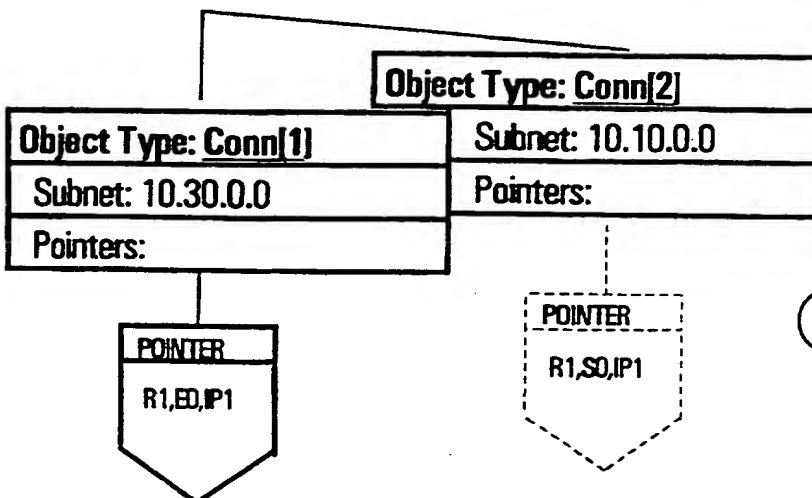 Object Type: Conn[2]
Subnet: 10.10.0.0
Pointers:
Object Type: Conn[1]
Subnet: 10.30.0.0
Pointers:
POINTER
R1,E0,IP1
POINTER
R1,S0,IP1